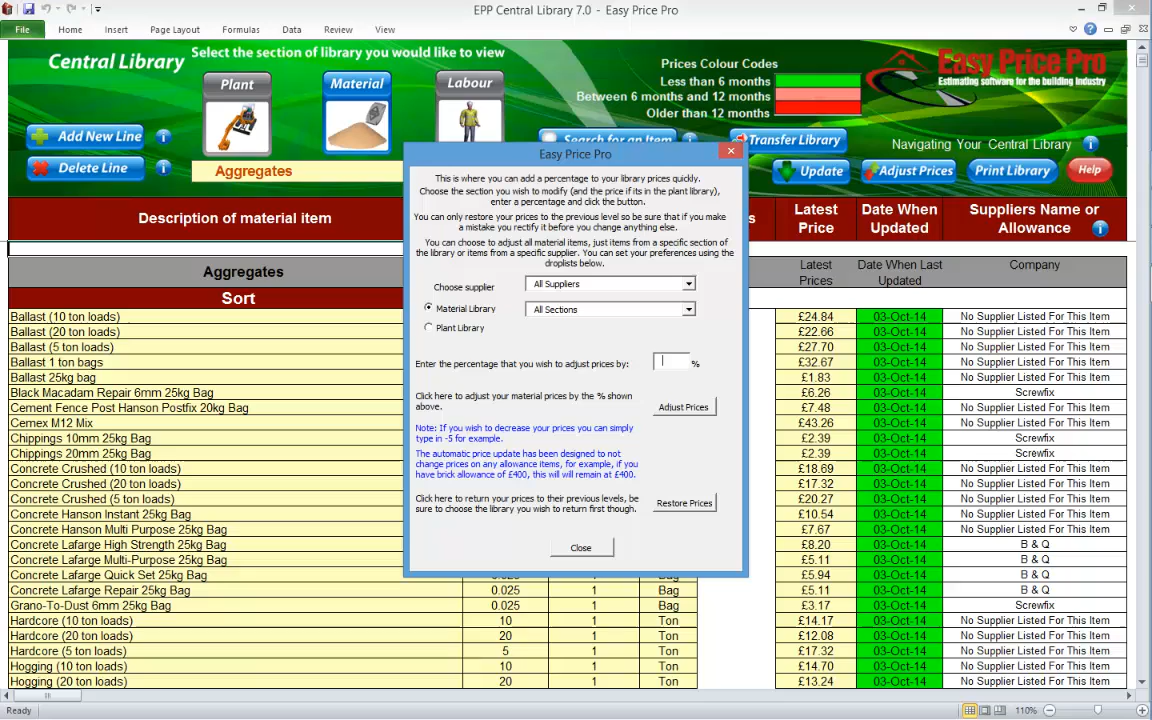 EPP Central Library 7.0 - Easy Price Pro
File Home Insert Page Layout Formulas Data Review View
Central Library
Select the section of library you would like to view
Plant
Material
Labour
Prices Colour Codes
Less than 6 months
Between 6 months and 12 months
Older than 12 months
Easy Price Pro
Estimating software for the building industry
Add New Line
Delete Line
Aggregates
Search for an Item
Transfer Library
Navigating Your Central Library
Update
Adjust Prices
Print Library
Help
Description of material item
Latest Price
Date When Updated
Suppliers Name or Allowance
Aggregates
Latest Prices
Date When Last Updated
Company
Sort
Easy Price Pro
This is where you can add a percentage to your library prices quickly.
Choose the section you wish to modify (and the price if its in the plant library),
enter a percentage and click the button.
You can only restore your prices to the previous level so be sure that if you make
a mistake you rectify it before you change anything else.
You can choose to adjust all material items, just items from a specific section of
the library or items from a specific supplier. You can set your preferences using the
droplists below.
Choose supplier All Suppliers
Material Library All Sections
Plant Library
Enter the percentage that you wish to adjust prices by: %
Click here to adjust your material prices by the % shown
above.
Adjust Prices
Note: If you wish to decrease your prices you can simply
type in -5 for example.
The automatic price update has been designed to not
change prices on any allowance items, for example, if you
have brick allowance of £400, this will will remain at £400.
Click here to return your prices to their previous levels, be
sure to choose the library you wish to return first though.
Restore Prices
Close
Ballast (10 ton loads) £24.84 03-Oct-14 No Supplier Listed For This Item
Ballast (20 ton loads) £22.66 03-Oct-14 No Supplier Listed For This Item
Ballast (5 ton loads) £27.70 03-Oct-14 No Supplier Listed For This Item
Ballast 1 ton bags £32.67 03-Oct-14 No Supplier Listed For This Item
Ballast 25kg bag £1.83 03-Oct-14 No Supplier Listed For This Item
Black Macadam Repair 6mm 25kg Bag £6.26 03-Oct-14 Screwfix
Cement Fence Post Hanson Postfix 20kg Bag £7.48 03-Oct-14 No Supplier Listed For This Item
Cemex M12 Mix £43.26 03-Oct-14 No Supplier Listed For This Item
Chippings 10mm 25kg Bag £2.39 03-Oct-14 Screwfix
Chippings 20mm 25kg Bag £2.39 03-Oct-14 Screwfix
Concrete Crushed (10 ton loads) £18.69 03-Oct-14 No Supplier Listed For This Item
Concrete Crushed (20 ton loads) £17.32 03-Oct-14 No Supplier Listed For This Item
Concrete Crushed (5 ton loads) £20.27 03-Oct-14 No Supplier Listed For This Item
Concrete Hanson Instant 25kg Bag £10.54 03-Oct-14 No Supplier Listed For This Item
Concrete Hanson Multi Purpose 25kg Bag £7.67 03-Oct-14 No Supplier Listed For This Item
Concrete Lafarge High Strength 25kg Bag £8.20 03-Oct-14 B & Q
Concrete Lafarge Multi-Purpose 25kg Bag £5.11 03-Oct-14 B & Q
Concrete Lafarge Quick Set 25kg Bag £5.94 03-Oct-14 B & Q
Concrete Lafarge Repair 25kg Bag 0.025 1 Bag £5.11 03-Oct-14 B & Q
Grano-To-Dust 6mm 25kg Bag 0.025 1 Bag £3.17 03-Oct-14 Screwfix
Hardcore (10 ton loads) 10 1 Ton £14.17 03-Oct-14 No Supplier Listed For This Item
Hardcore (20 ton loads) 20 1 Ton £12.08 03-Oct-14 No Supplier Listed For This Item
Hardcore (5 ton loads) 5 1 Ton £17.32 03-Oct-14 No Supplier Listed For This Item
Hogging (10 ton loads) 10 1 Ton £14.70 03-Oct-14 No Supplier Listed For This Item
Hogging (20 ton loads) 20 1 Ton £13.24 03-Oct-14 No Supplier Listed For This Item
Ready 110%